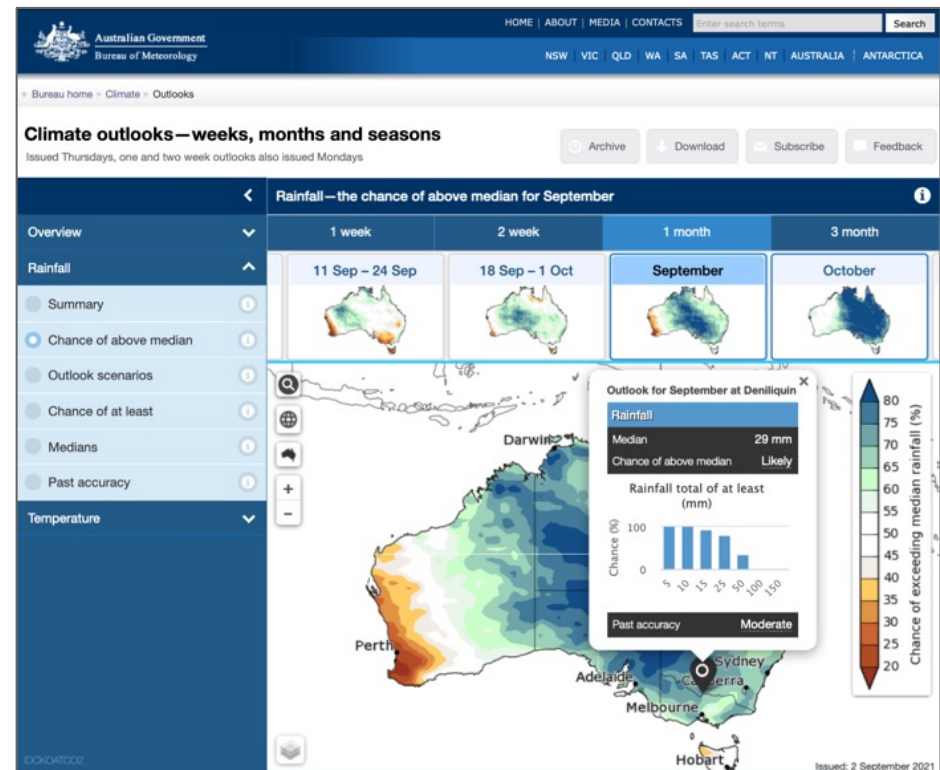 HOME | ABOUT | MEDIA | CONTACTS Enter search terms Search
Australian Government
Bureau of Meteorology
NSW VIC QLD WA SA TAS ACT NT AUSTRALIA ANTARCTICA
Bureau home > Climate > Outlooks
Climate outlooks—weeks, months and seasons
Issued Thursdays, one and two week outlooks also issued Mondays
Archive Download Subscribe Feedback
Rainfall—the chance of above median for September
Overview
1 week 2 week 1 month 3 month
Rainfall
11 Sep – 24 Sep 18 Sep – 1 Oct September October
Summary
Chance of above median
Outlook scenarios
Chance of at least
Medians
Past accuracy
Temperature
Darwin
Perth
Adelaide
Melbourne
Sydney
Hobart
Outlook for September at Deniliquin
Rainfall
Median 29 mm
Chance of above median Likely
Rainfall total of at least
(mm)
Chance (%)
100
0
5 10 15 25 50 100 150
Past accuracy Moderate
80
75
70
65
60
55
50
45
40
35
30
25
20
Chance of exceeding median rainfall (%)
IDCKOATCO2
Issued: 2 September 2021